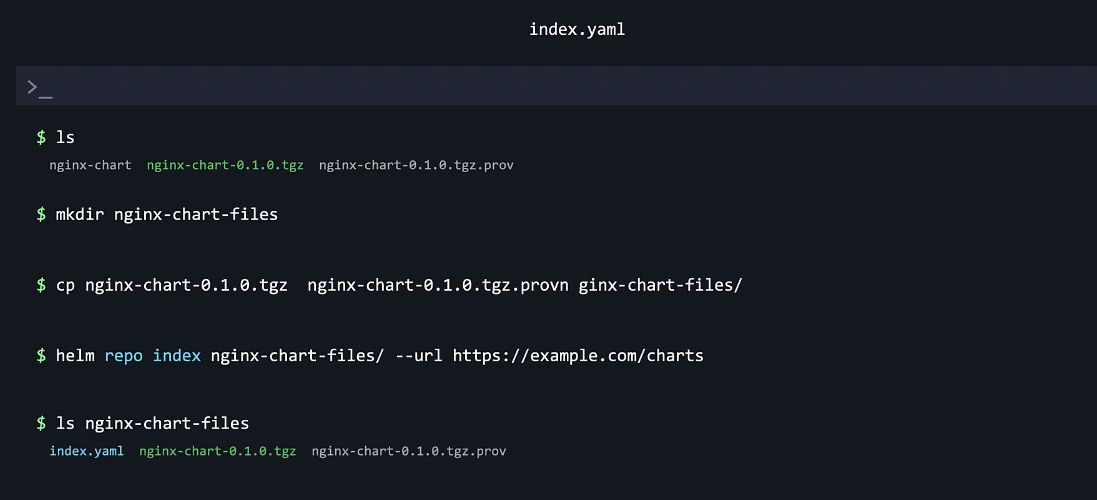 index.yaml
>_
$ ls
nginx-chart nginx-chart-0.1.0.tgz nginx-chart-0.1.0.tgz.prov
$ mkdir nginx-chart-files
$ cp nginx-chart-0.1.0.tgz nginx-chart-0.1.0.tgz.provn ginx-chart-files/
$ helm repo index nginx-chart-files/ --url https://example.com/charts
$ ls nginx-chart-files
index.yaml nginx-chart-0.1.0.tgz nginx-chart-0.1.0.tgz.prov